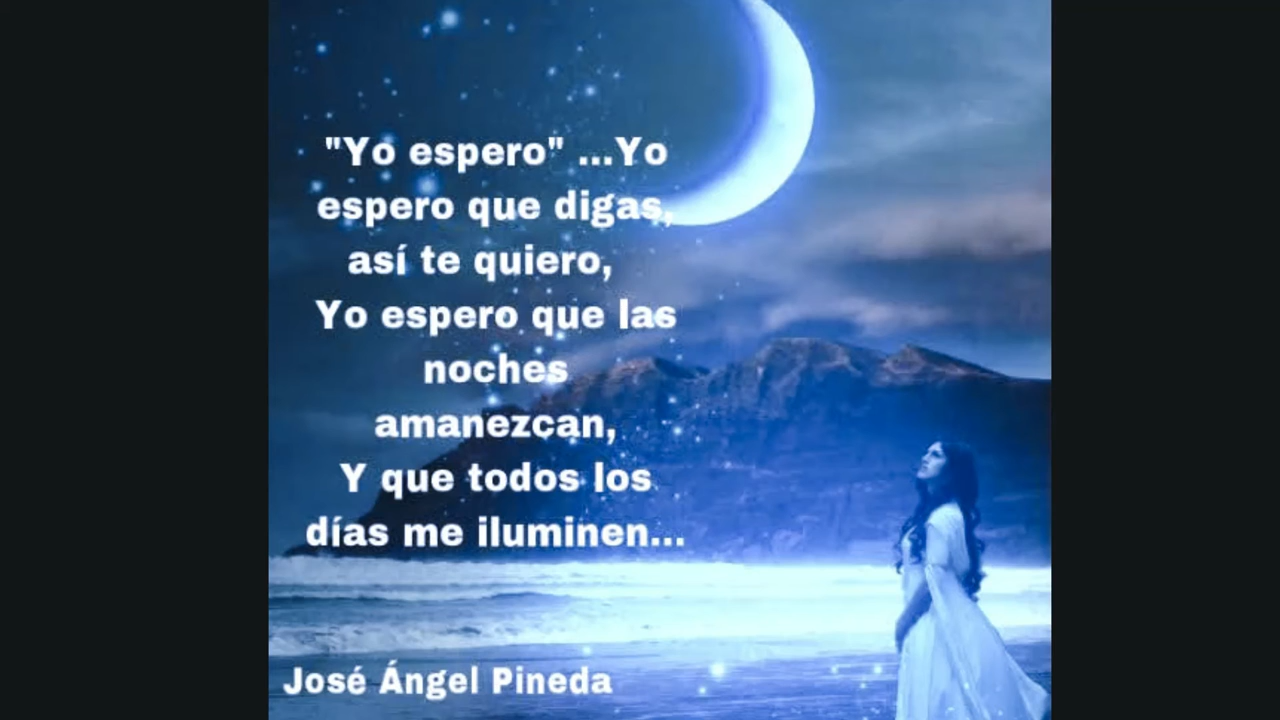 "Yo espero" ...Yo
espero que digas,
así te quiero,
Yo espero que las
noches
amanezcan,
Y que todos los
días me iluminen...
José Ángel Pineda